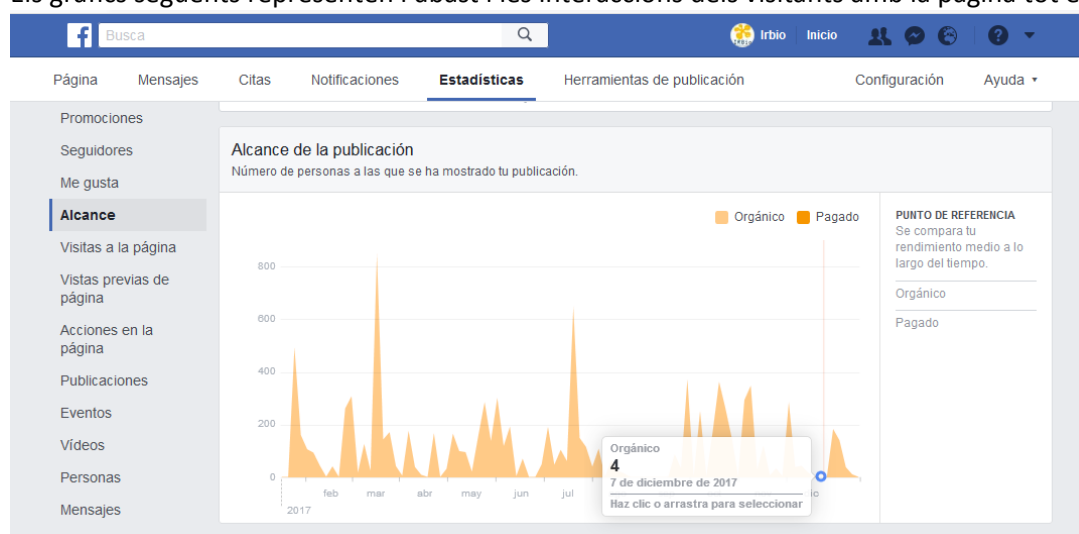 Els gràfics següents representen l'abast i les interaccions dels visitants amb la pàgina tot
f Busca Irbio Inicio ?
Página Mensajes Citas Notificaciones Estadísticas Herramientas de publicación Configuración Ayuda
Promociones
Seguidores
Me gusta
Alcance
Visitas a la página
Vistas previas de
página
Acciones en la
página
Publicaciones
Eventos
Vídeos
Personas
Mensajes
Alcance de la publicación
Número de personas a las que se ha mostrado tu publicación.
Orgánico Pagado
800
600
400
200
0
feb mar abr may jun jul
2017
Orgánico
4
7 de diciembre de 2017
Haz clic o arrastra para seleccionar
PUNTO DE REFERENCIA
Se compara tu
rendimiento medio a lo
largo del tiempo.
Orgánico
Pagado